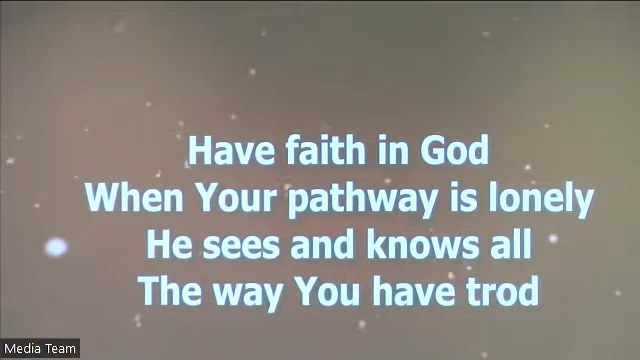 Have faith in God
When Your pathway is lonely
He sees and knows all
The way You have trod
Media Team